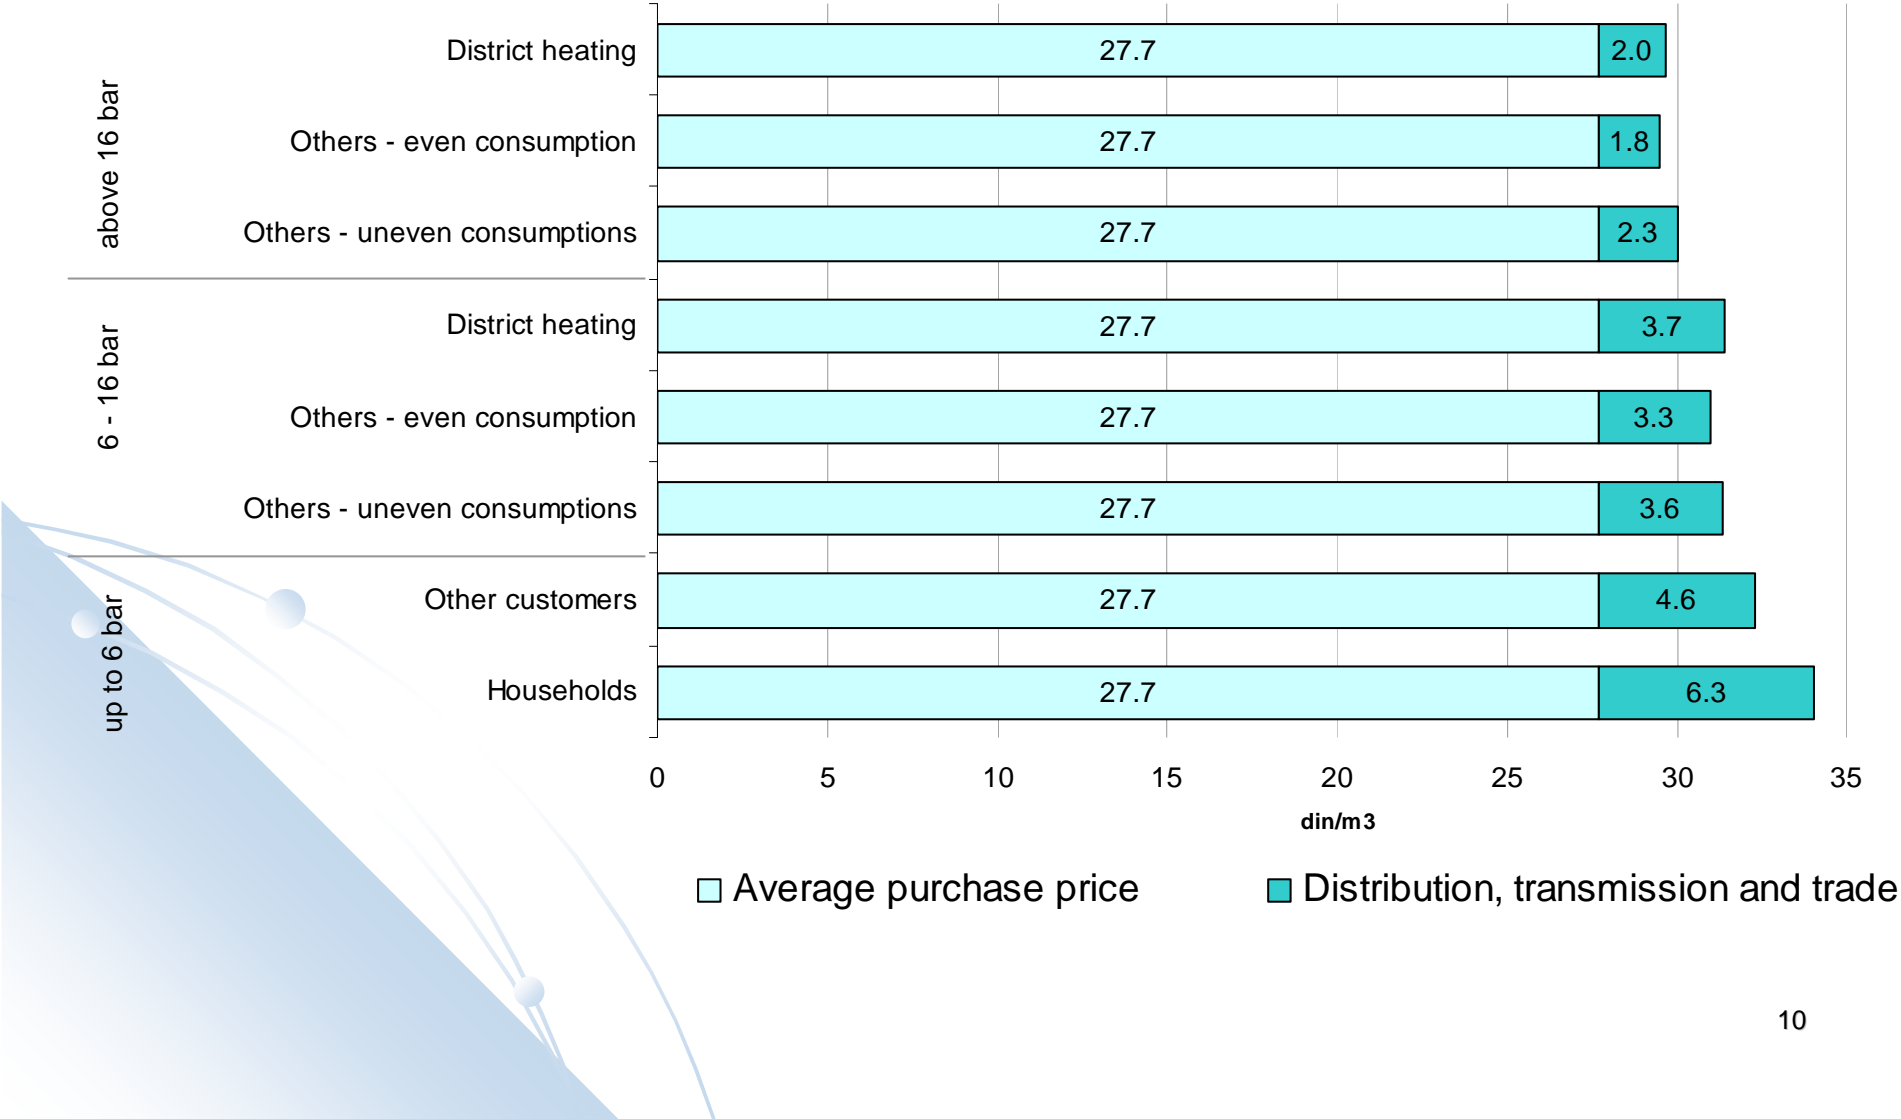 above 16 bar
District heating
27.7
2.0
Others - even consumption
27.7
1.8
Others - uneven consumptions
27.7
2.3
6 - 16 bar
District heating
27.7
3.7
Others - even consumption
27.7
3.3
Others - uneven consumptions
27.7
3.6
up to 6 bar
Other customers
27.7
4.6
Households
27.7
6.3
0 5 10 15 20 25 30 35
din/m3
Average purchase price
Distribution, transmission and trade
10